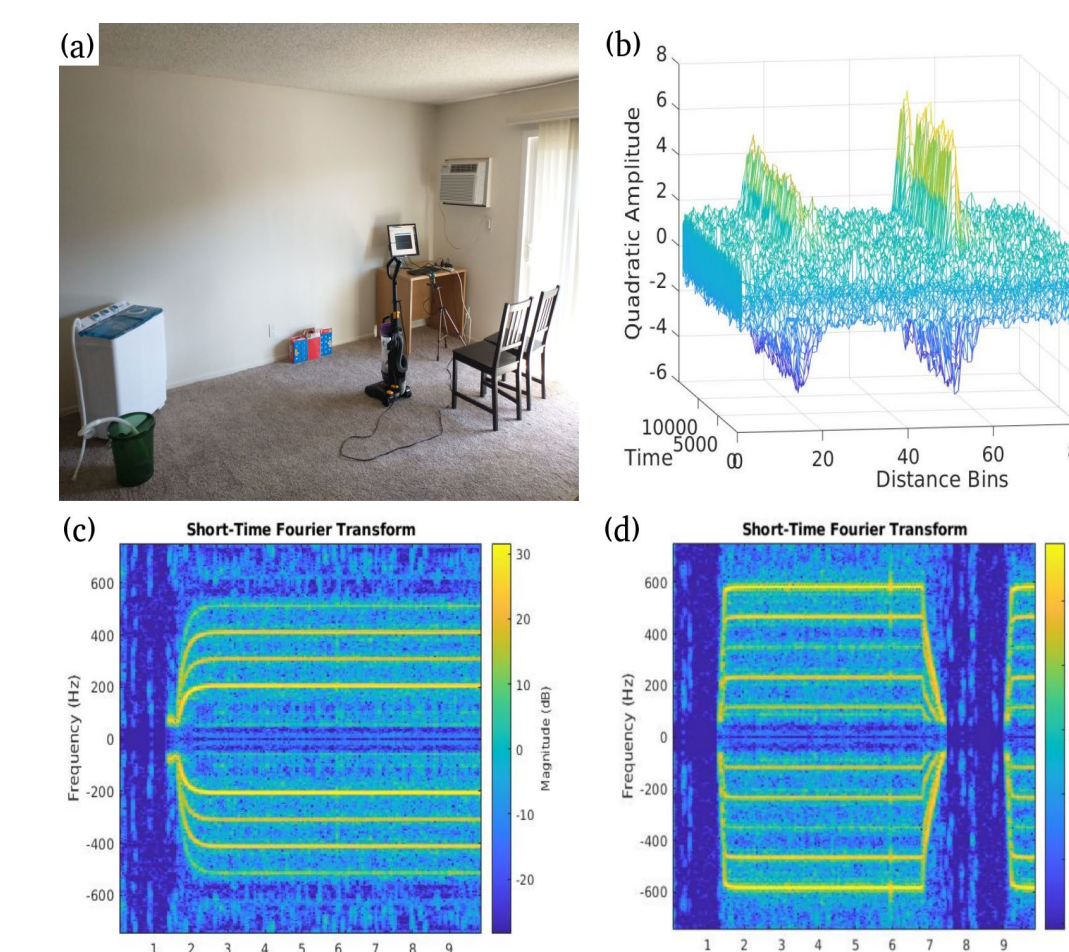 (a)
(b)
8
6
4
2
0
-2
-4
-6
Quadratic Amplitude
10000
5000
0
Time
0
20
40
60
Distance Bins
(c)
Short-Time Fourier Transform
600
400
200
0
-200
-400
-600
Frequency (Hz)
1 2 3 4 5 6 7 8 9
30
20
10
0
-10
-20
Magnitude (dB)
(d)
Short-Time Fourier Transform
600
400
200
0
-200
-400
-600
Frequency (Hz)
1 2 3 4 5 6 7 8 9